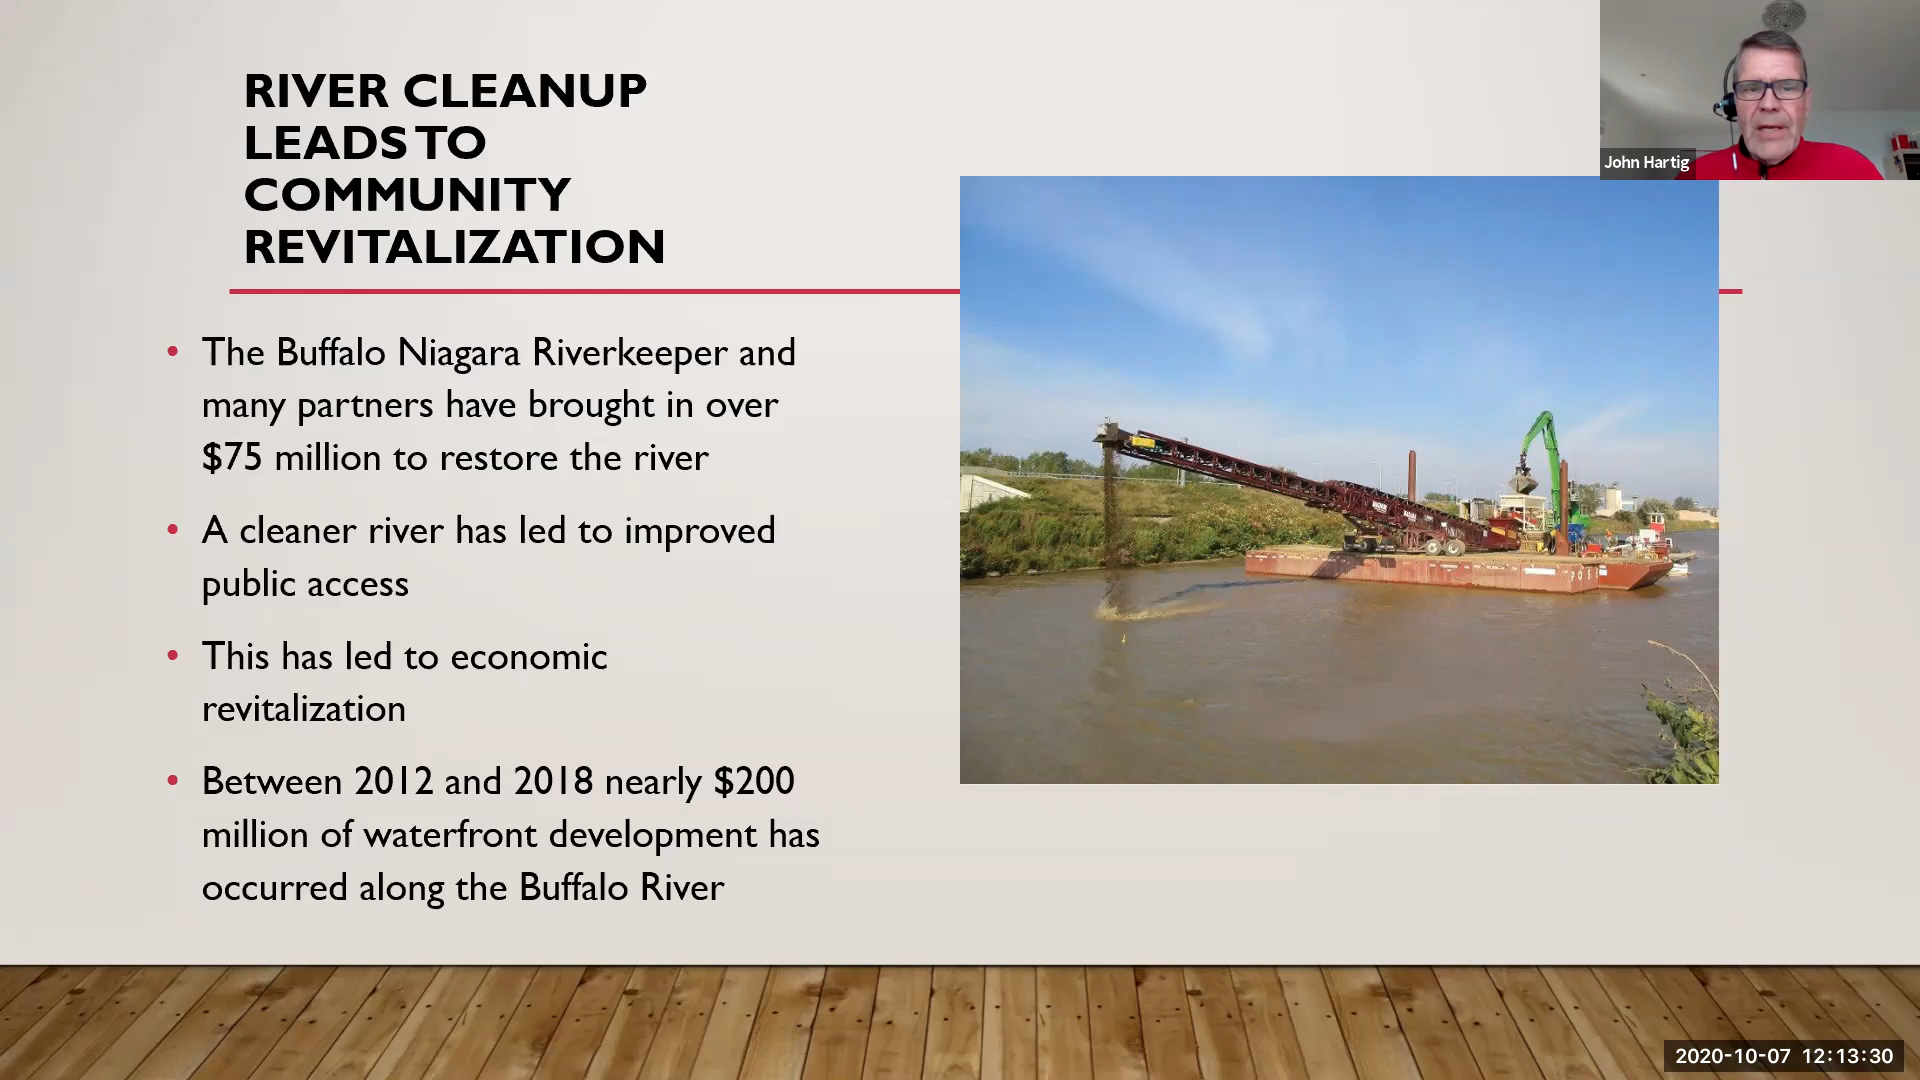 RIVER CLEANUP
LEADS TO
COMMUNITY
REVITALIZATION
John Hartig
• The Buffalo Niagara Riverkeeper and
many partners have brought in over
$75 million to restore the river
• A cleaner river has led to improved
public access
• This has led to economic
revitalization
• Between 2012 and 2018 nearly $200
million of waterfront development has
occurred along the Buffalo River
2020-10-07 12:13:30